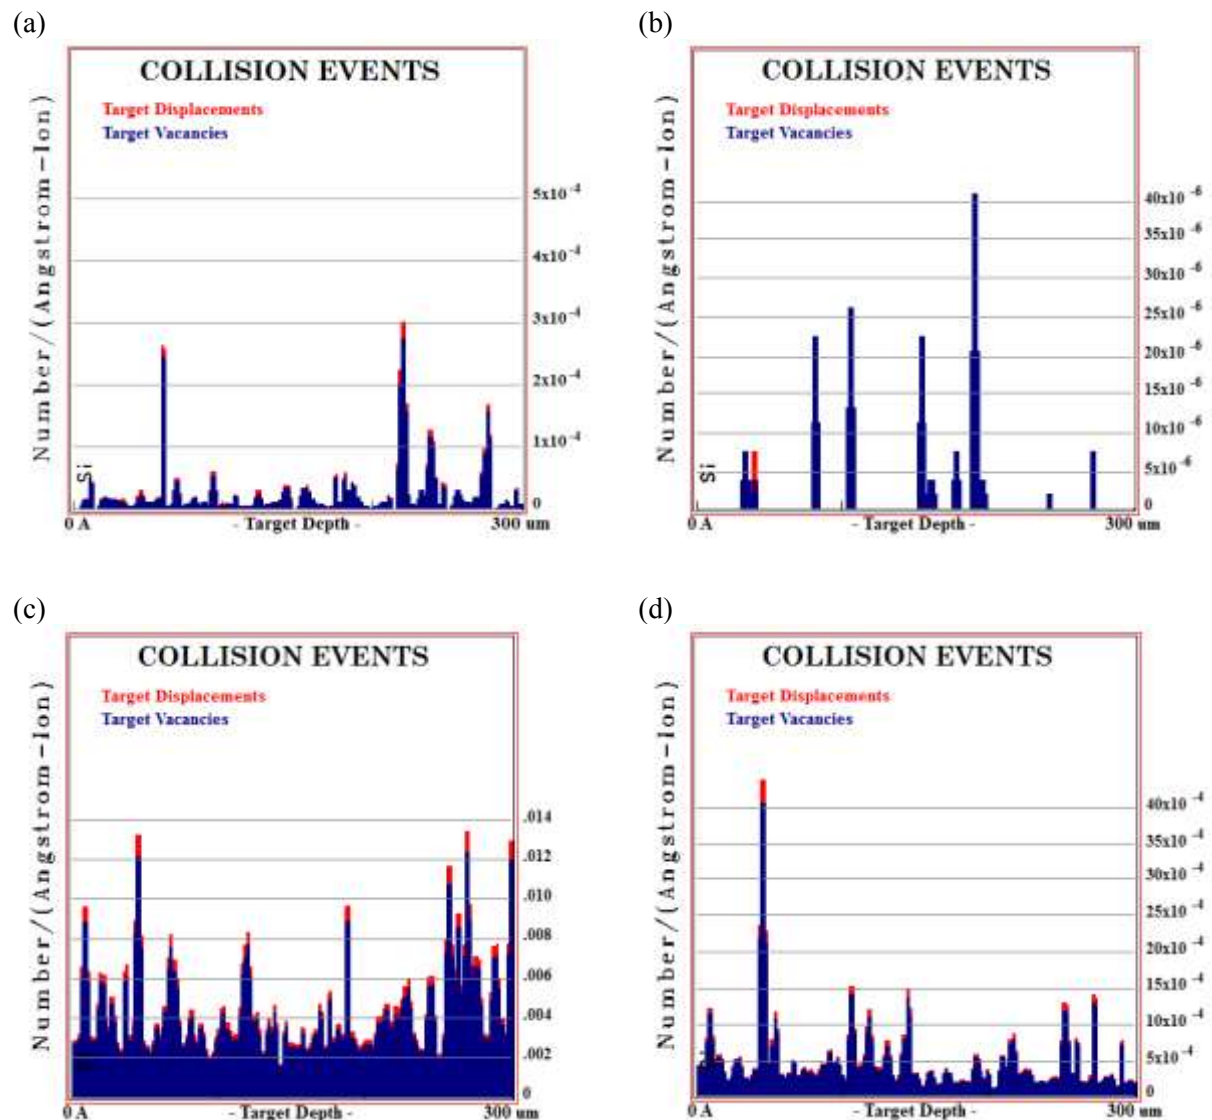 (a)
COLLISION EVENTS
Target Displacements
Target Vacancies
Number/(Angstrom-Ion)
5x10 -4
4x10 -4
3x10 -4
2x10 -4
1x10 -4
0
Si
0 A
- Target Depth -
300 um
(b)
COLLISION EVENTS
Target Displacements
Target Vacancies
Number/(Angstrom-Ion)
40x10 -6
35x10 -6
30x10 -6
25x10 -6
20x10 -6
15x10 -6
10x10 -6
5x10 -6
0
Si
0 A
- Target Depth -
300 um
(c)
COLLISION EVENTS
Target Displacements
Target Vacancies
Number/(Angstrom-Ion)
.014
.012
.010
.008
.006
.004
.002
0
0 A
- Target Depth -
300 um
(d)
COLLISION EVENTS
Target Displacements
Target Vacancies
Number/(Angstrom-Ion)
40x10 -4
35x10 -4
30x10 -4
25x10 -4
20x10 -4
15x10 -4
10x10 -4
5x10 -4
0
0 A
- Target Depth -
300 um